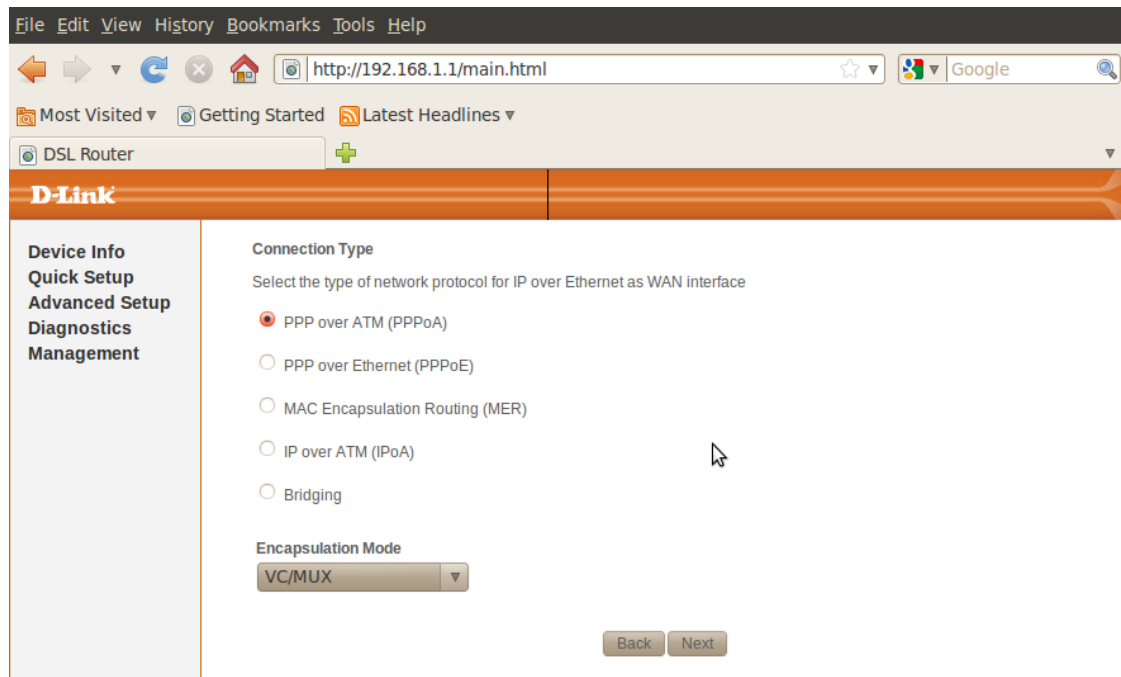 File Edit View History Bookmarks Tools Help
http://192.168.1.1/main.html
Google
Most Visited Getting Started Latest Headlines
DSL Router
D-Link
Device Info
Quick Setup
Advanced Setup
Diagnostics
Management
Connection Type
Select the type of network protocol for IP over Ethernet as WAN interface
PPP over ATM (PPPoA)
PPP over Ethernet (PPPoE)
MAC Encapsulation Routing (MER)
IP over ATM (IPoA)
Bridging
Encapsulation Mode
VC/MUX
Back Next